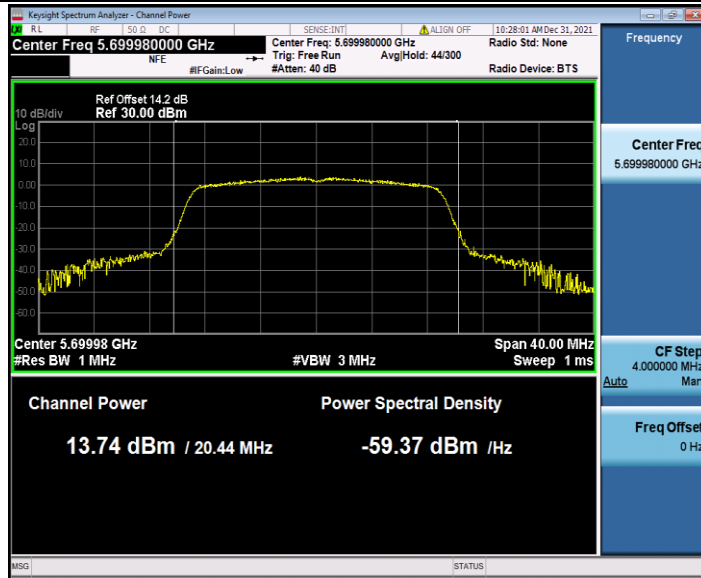 Keysight Spectrum Analyzer - Channel Power
LXI RL RF 50 Ω DC SENSE:INT ALIGN OFF 10:28:01 AM Dec 31, 2021
Center Freq 5.699980000 GHz
Center Freq: 5.699980000 GHz Radio Std: None
NFE Trig: Free Run Avg|Hold: 44/300
#IFGain:Low #Atten: 40 dB Radio Device: BTS
Ref Offset 14.2 dB
10 dB/div Ref 30.00 dBm
Log
20.0
10.0
0.00
-10.0
-20.0
-30.0
-40.0
-50.0
-60.0
Center 5.69998 GHz Span 40.00 MHz
#Res BW 1 MHz #VBW 3 MHz Sweep 1 ms
Channel Power Power Spectral Density
13.74 dBm / 20.44 MHz -59.37 dBm /Hz
MSG STATUS
Frequency
Center Freq
5.699980000 GHz
CF Step
4.000000 MHz
Auto Man
Freq Offset
0 Hz